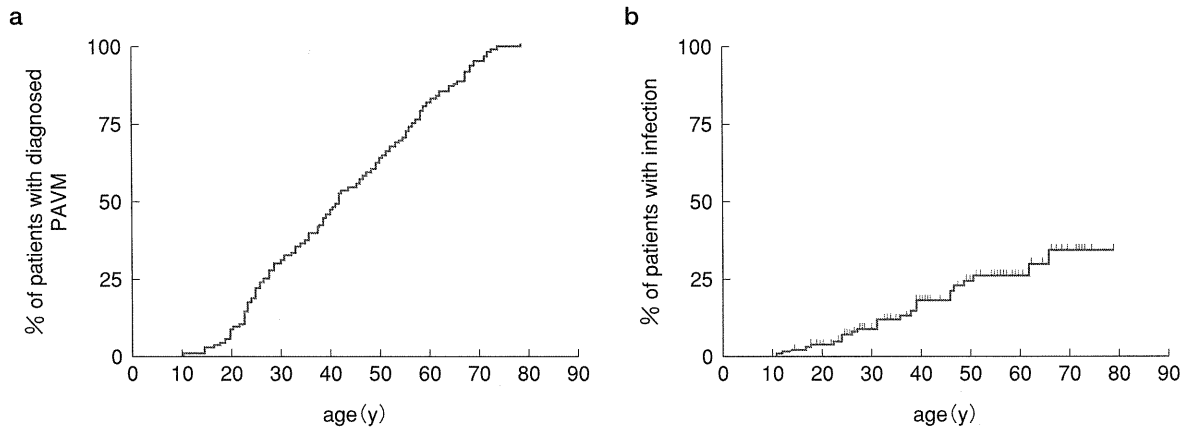 a
% of patients with diagnosed
PAVM
100
75
50
25
0
0 10 20 30 40 50 60 70 80 90
age(y)
b
% of patients with infection
100
75
50
25
0
0 10 20 30 40 50 60 70 80 90
age(y)